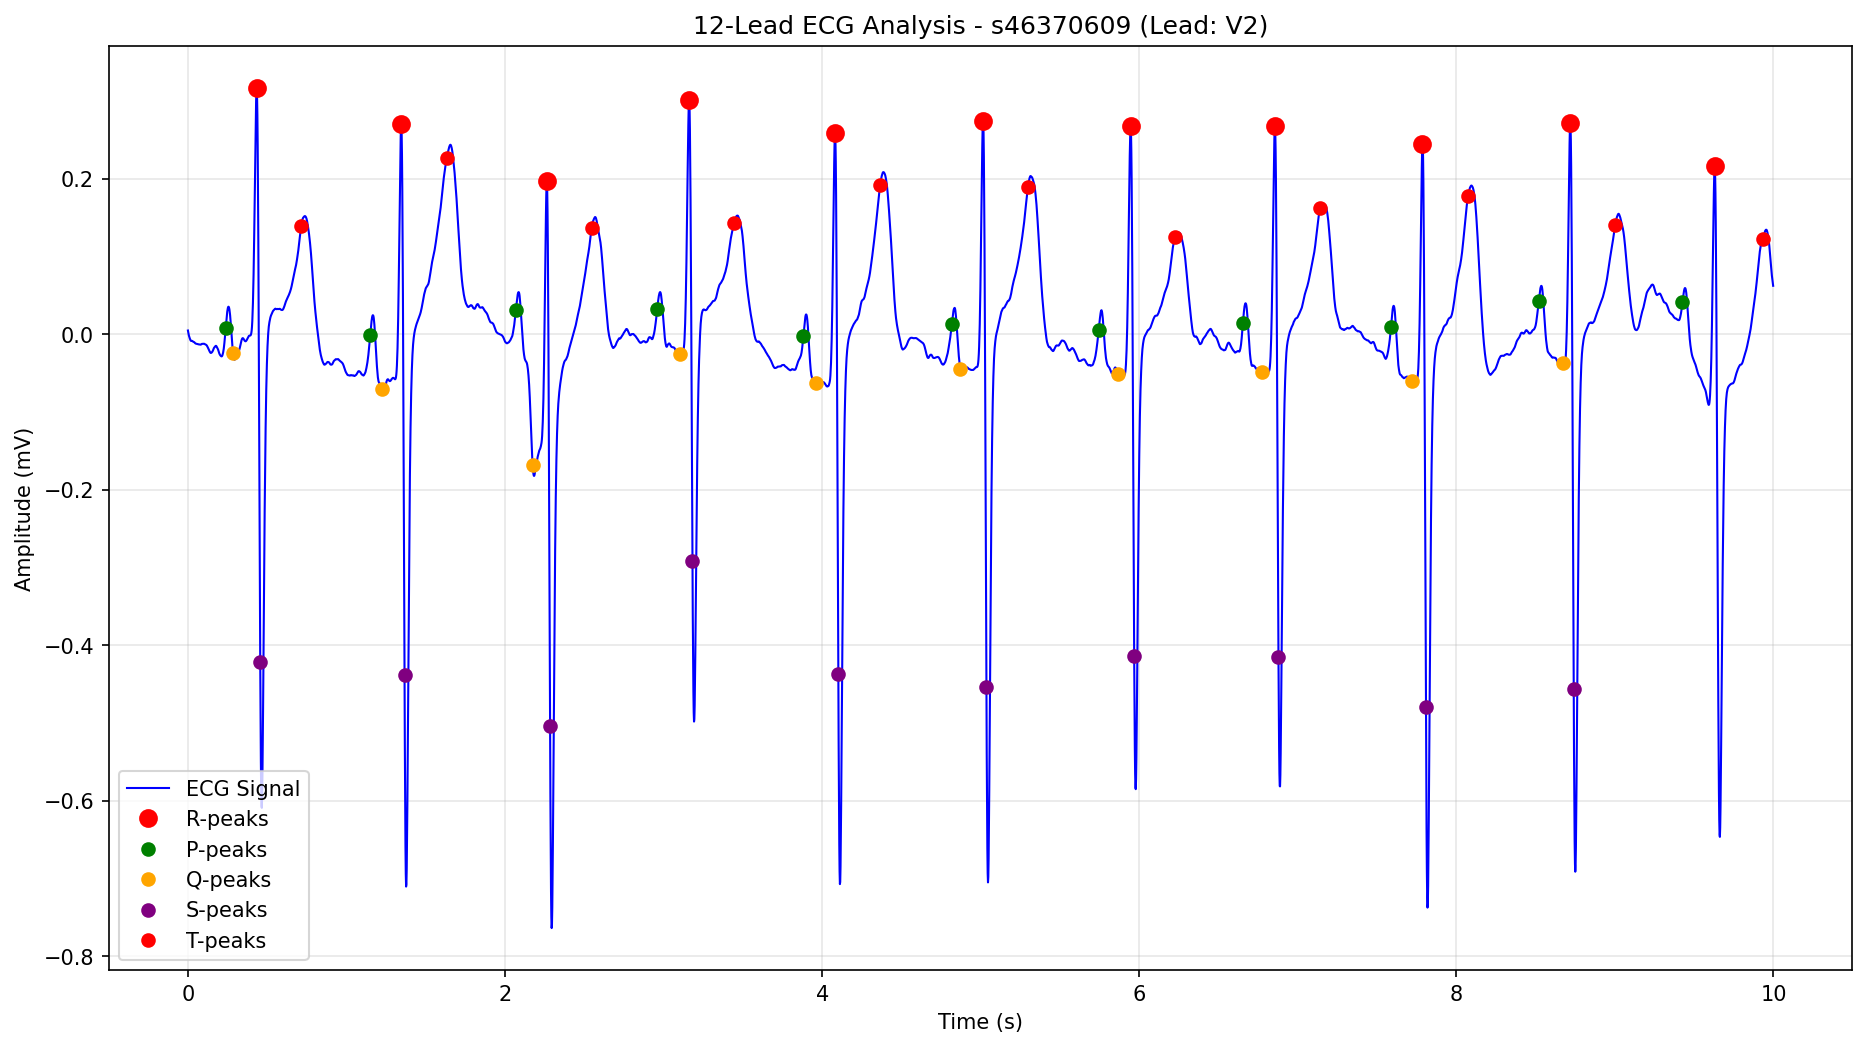 12-Lead ECG Analysis - s46370609 (Lead: V2)
Amplitude (mV)
0.2
0.0
−0.2
−0.4
−0.6
−0.8
ECG Signal
R-peaks
P-peaks
Q-peaks
S-peaks
T-peaks
0 2 4 6 8 10
Time (s)